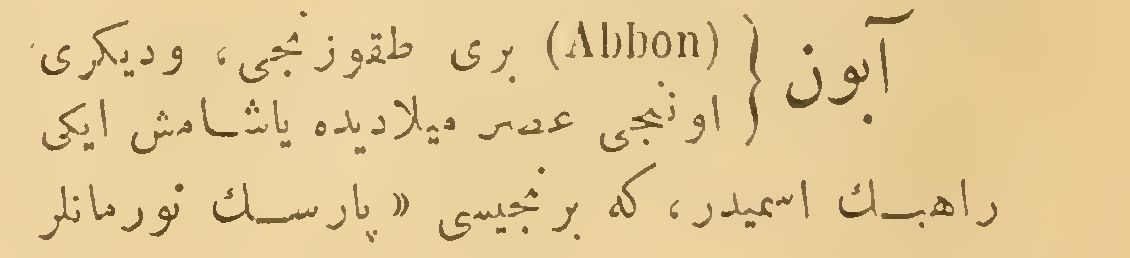 آبون { (Abbon) بری طقوزنجی، ودیکری
اونجی عصر میلادیده یاشامش ایکی
راهبك اسمیدر، که برنجیسی «پارسك نورمانلر